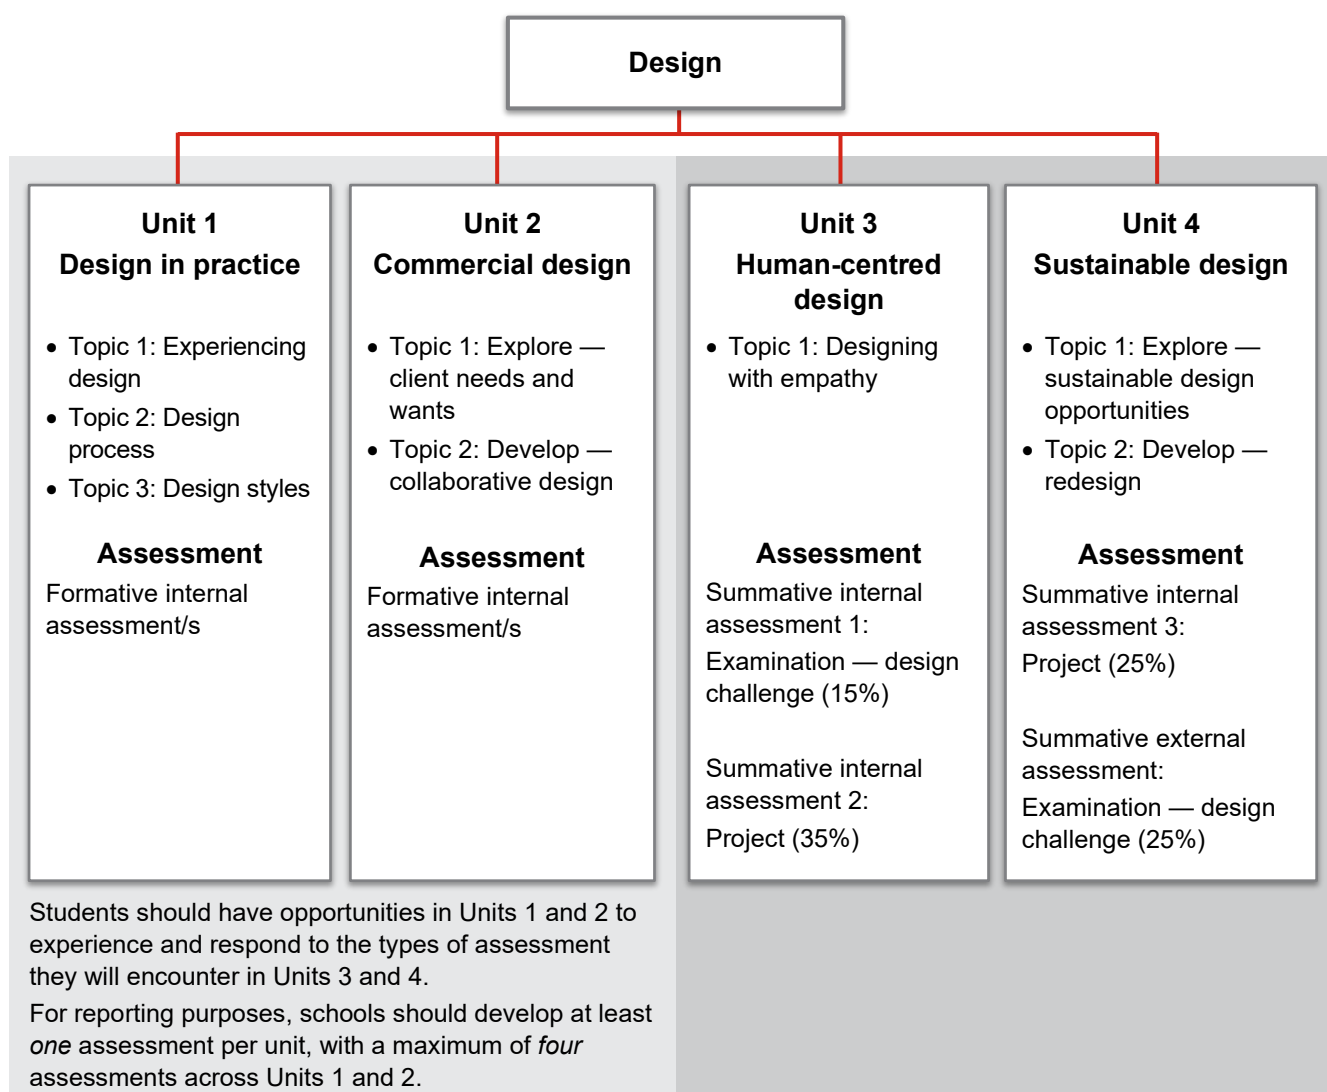 Design
Unit 1
Design in practice
• Topic 1: Experiencing
design
• Topic 2: Design
process
• Topic 3: Design styles
Assessment
Formative internal
assessment/s
Unit 2
Commercial design
• Topic 1: Explore —
client needs and
wants
• Topic 2: Develop —
collaborative design
Assessment
Formative internal
assessment/s
Unit 3
Human-centred
design
• Topic 1: Designing
with empathy
Assessment
Summative internal
assessment 1:
Examination — design
challenge (15%)
Summative internal
assessment 2:
Project (35%)
Unit 4
Sustainable design
• Topic 1: Explore —
sustainable design
opportunities
• Topic 2: Develop —
redesign
Assessment
Summative internal
assessment 3:
Project (25%)
Summative external
assessment:
Examination — design
challenge (25%)
Students should have opportunities in Units 1 and 2 to
experience and respond to the types of assessment
they will encounter in Units 3 and 4.
For reporting purposes, schools should develop at least
one assessment per unit, with a maximum of four
assessments across Units 1 and 2.